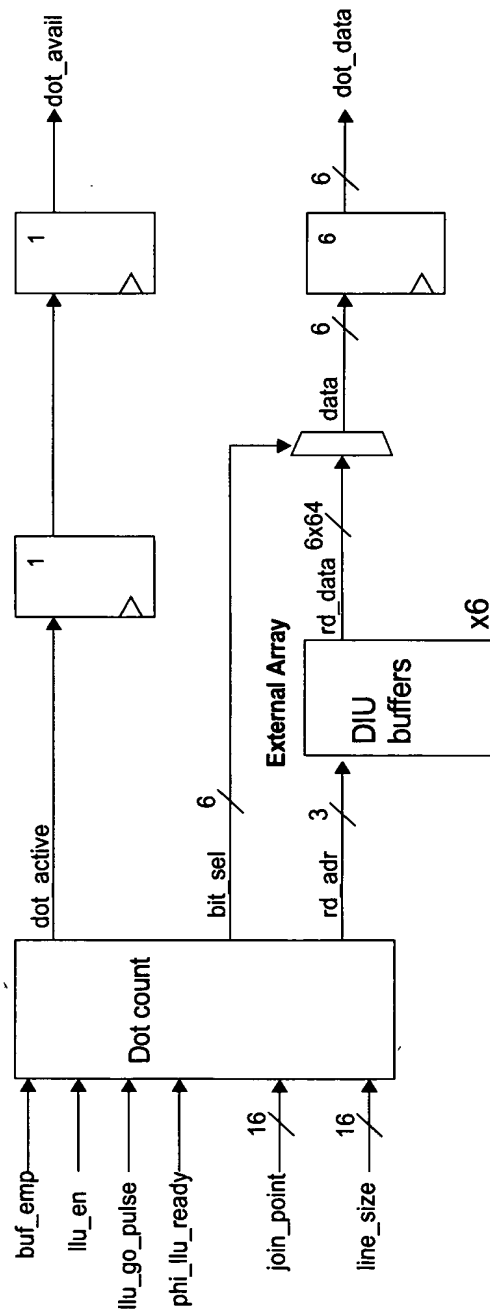 buf_emp
llu_en
llu_go_pulse
phi_llu_ready
join_point
16
line_size
16
Dot count
dot_active
1
1
dot_avail
bit_sel
6
rd_adr
3
External Array
DIU
buffers
x6
rd_data
6x64
data
6
6
6
dot_data